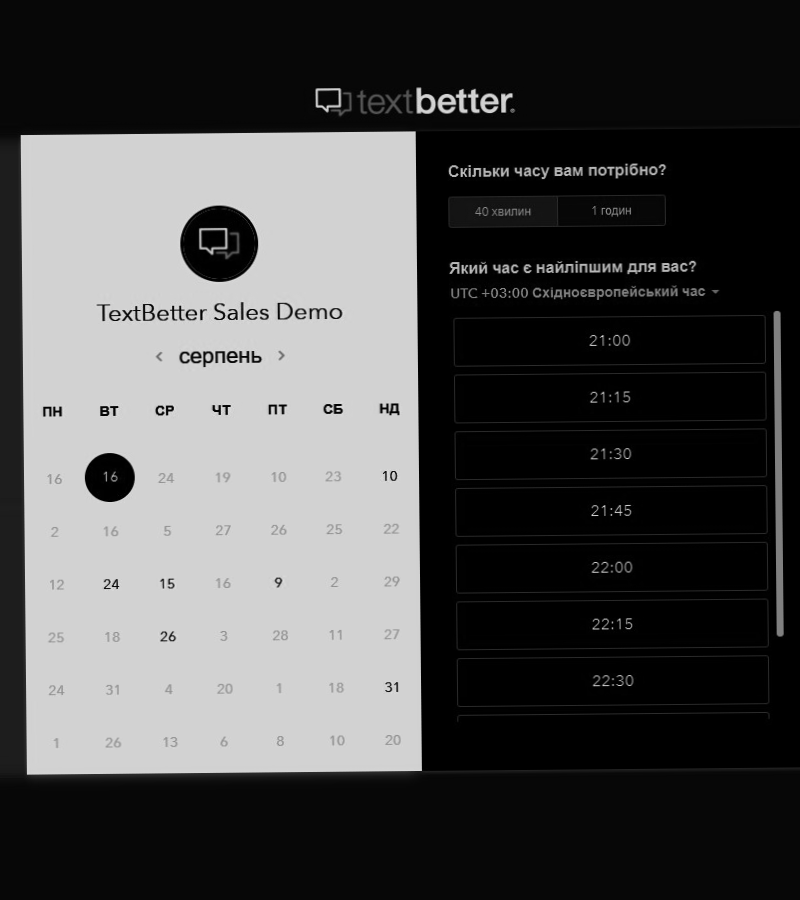 textbetter.
TextBetter Sales Demo
серпень
ПН ВТ СР ЧТ ПТ СБ НД
16 16 24 19 10 23 10
2 16 5 27 26 25 22
12 24 15 16 9 2 29
25 18 26 3 28 11 27
24 31 4 20 1 18 31
1 26 13 6 8 10 20
Скільки часу вам потрібно?
40 хвилин 1 годин
Який час є найліпшим для вас?
UTC +03:00 Східноєвропейський час
21:00
21:15
21:30
21:45
22:00
22:15
22:30